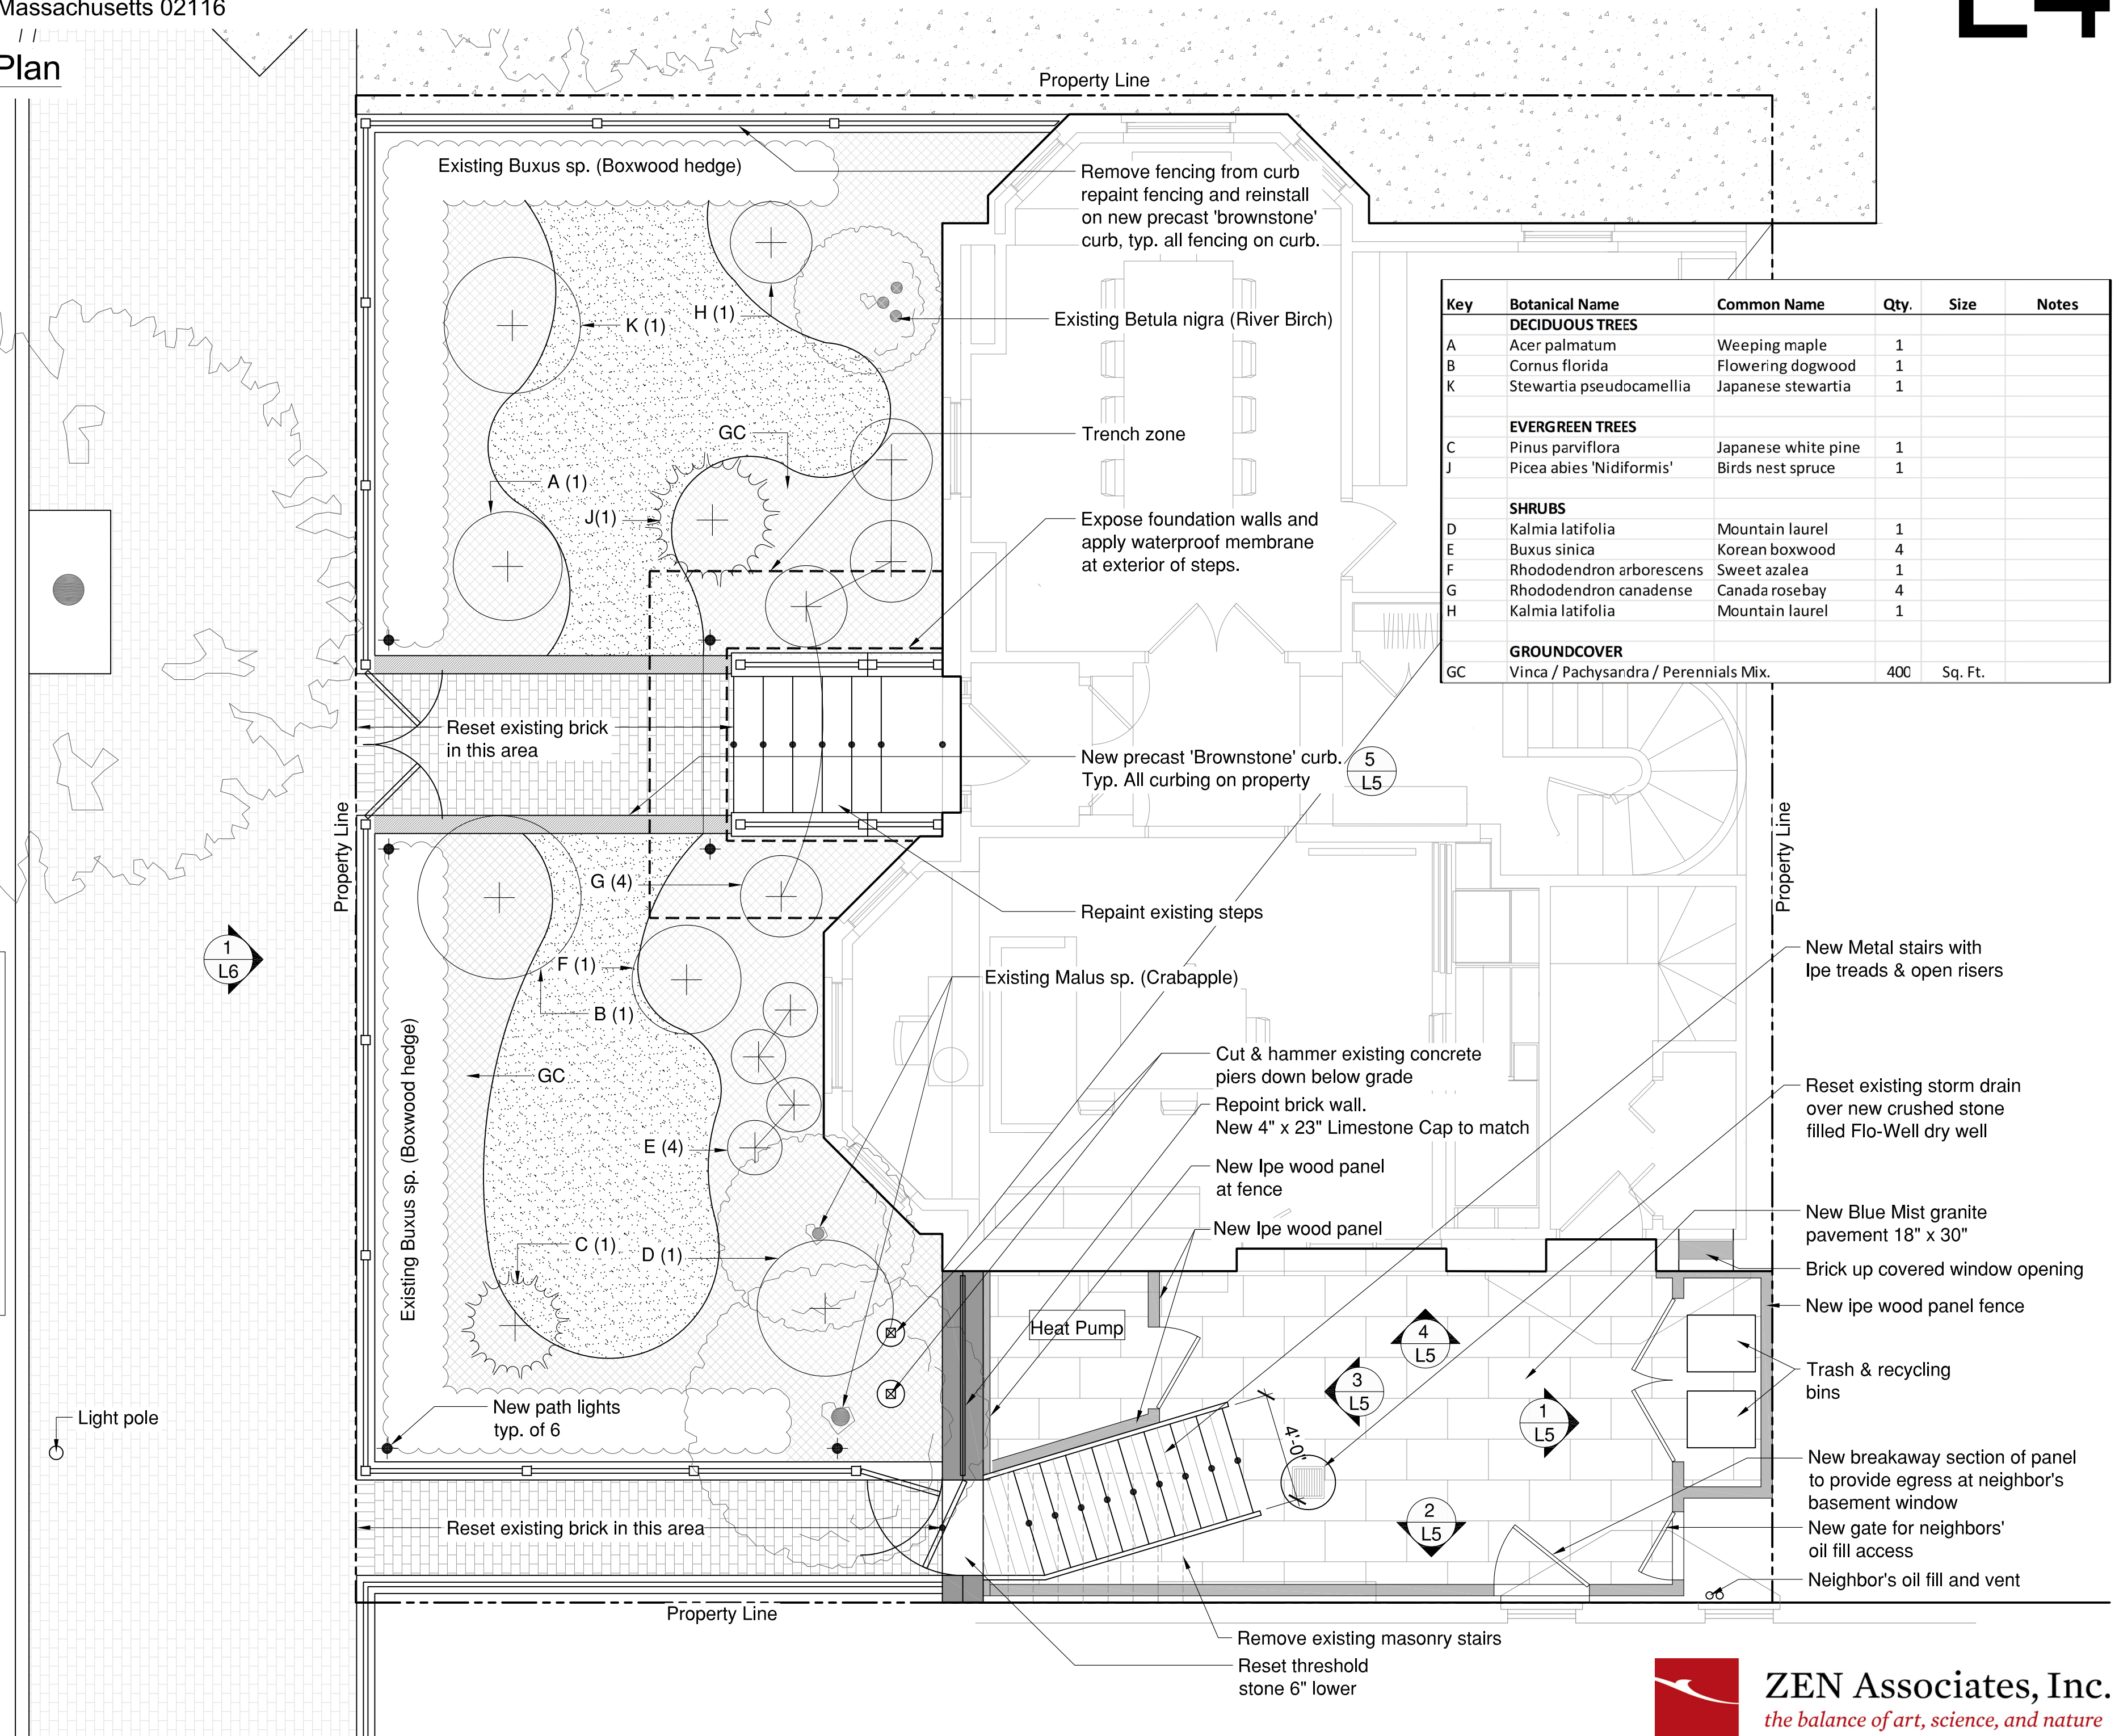 Massachusetts 02116
Plan
L4
Property Line
Existing Buxus sp. (Boxwood hedge)
Remove fencing from curb
repaint fencing and reinstall
on new precast 'brownstone'
curb, typ. all fencing on curb.
H (1)
K (1)
Existing Betula nigra (River Birch)
GC
Trench zone
A (1)
J(1)
Expose foundation walls and
apply waterproof membrane
at exterior of steps.
Key Botanical Name Common Name Qty. Size Notes
DECIDUOUS TREES
A Acer palmatum Weeping maple 1
B Cornus florida Flowering dogwood 1
K Stewartia pseudocamellia Japanese stewartia 1
EVERGREEN TREES
C Pinus parviflora Japanese white pine 1
J Picea abies 'Nidiformis' Birds nest spruce 1
SHRUBS
D Kalmia latifolia Mountain laurel 1
E Buxus sinica Korean boxwood 4
F Rhododendron arborescens Sweet azalea 1
G Rhododendron canadense Canada rosebay 4
H Kalmia latifolia Mountain laurel 1
GROUNDCOVER
GC Vinca / Pachysandra / Perennials Mix. 400 Sq. Ft.
Reset existing brick
in this area
New precast 'Brownstone' curb.
Typ. All curbing on property
5
L5
Property Line
Property Line
G (4)
Repaint existing steps
1
L6
F (1)
B (1)
Existing Malus sp. (Crabapple)
New Metal stairs with
Ipe treads & open risers
GC
Existing Buxus sp. (Boxwood hedge)
Cut & hammer existing concrete
piers down below grade
Repoint brick wall.
New 4" x 23" Limestone Cap to match
E (4)
New Ipe wood panel
at fence
New Ipe wood panel
Reset existing storm drain
over new crushed stone
filled Flo-Well dry well
New Blue Mist granite
pavement 18" x 30"
C (1)
D (1)
Brick up covered window opening
New ipe wood panel fence
Heat Pump
4
L5
3
L5
1
L5
2
L5
4'-0"
Trash & recycling
bins
Light pole
New path lights
typ. of 6
New breakaway section of panel
to provide egress at neighbor's
basement window
New gate for neighbors'
oil fill access
Neighbor's oil fill and vent
Reset existing brick in this area
Property Line
Remove existing masonry stairs
Reset threshold
stone 6" lower
ZEN Associates, Inc.
the balance of art, science, and nature